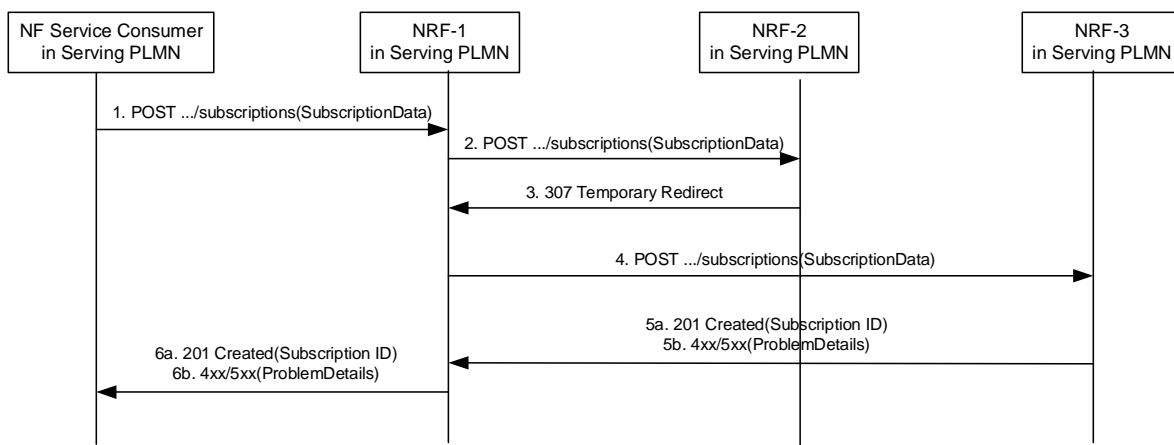 NF Service Consumer
in Serving PLMN
NRF-1
in Serving PLMN
NRF-2
in Serving PLMN
NRF-3
in Serving PLMN
1. POST .../subscriptions(SubscriptionData)
2. POST .../subscriptions(SubscriptionData)
3. 307 Temporary Redirect
4. POST .../subscriptions(SubscriptionData)
5a. 201 Created(Subscription ID)
5b. 4xx/5xx(ProblemDetails)
6a. 201 Created(Subscription ID)
6b. 4xx/5xx(ProblemDetails)